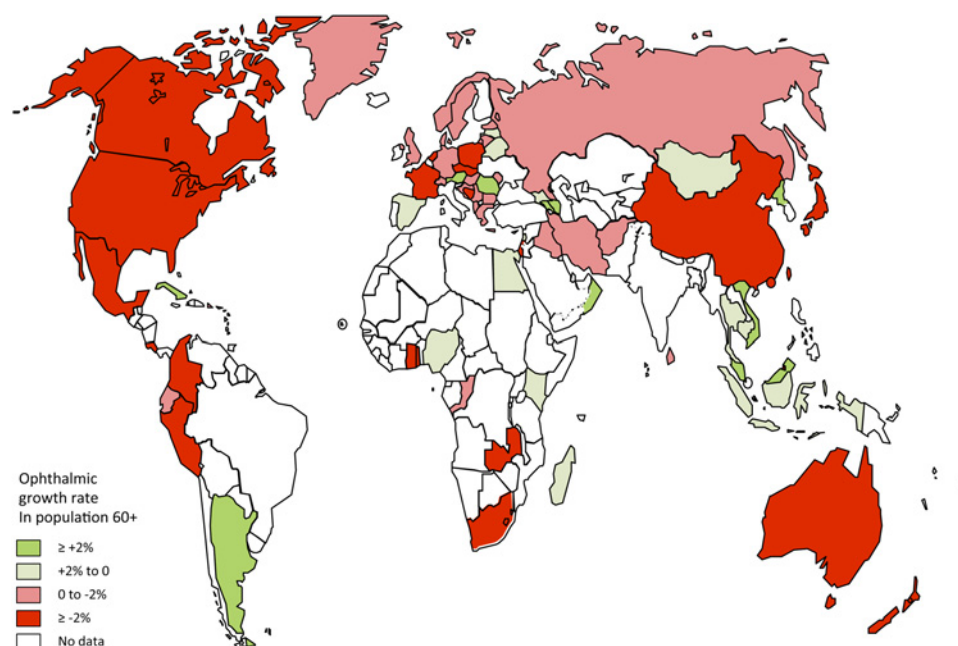 Ophthalmic
growth rate
In population 60+
≥ +2%
+2% to 0
0 to -2%
≥ -2%
No data